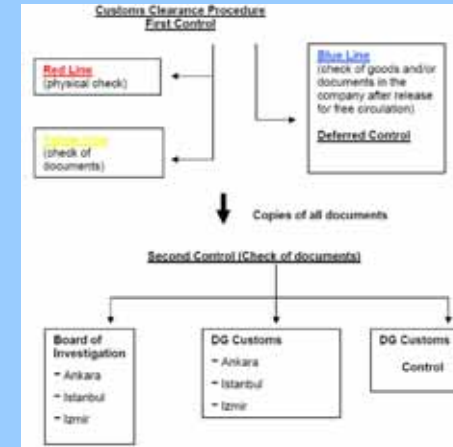 Customs Clearance Procedure
First Control
Red Line
(physical check)
Yellow Line
(check of
documents)
Blue Line
(check of goods and/or
documents in the
company after release
for free circulation)
Deferred Control
Copies of all documents
Second Control (Check of documents)
Board of
Investigation
- Ankara
- Istanbul
- Izmir
DG Customs
- Ankara
- Istanbul
- Izmir
DG Customs
Control